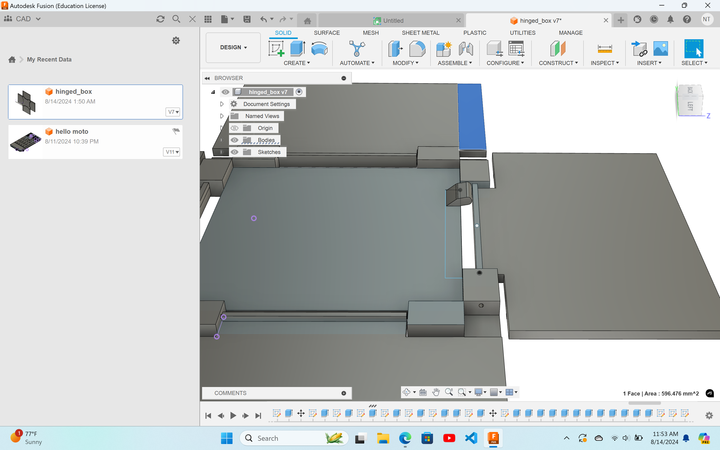 Autodesk Fusion (Education License)
CAD
Untitled
hinged_box v7*
NT
My Recent Data
hinged_box
8/14/2024 1:50 AM
V7
hello moto
8/11/2024 10:39 PM
V11
DESIGN
SOLID
SURFACE
MESH
SHEET METAL
PLASTIC
UTILITIES
MANAGE
CREATE
AUTOMATE
MODIFY
ASSEMBLE
CONFIGURE
CONSTRUCT
INSPECT
INSERT
SELECT
BROWSER
hinged_box v7
Document Settings
Named Views
Origin
Bodies
Sketches
LEFT
Z
COMMENTS
1 Face | Area : 596.476 mm^2
1
77°F
Sunny
Search
11:53 AM
8/14/2024